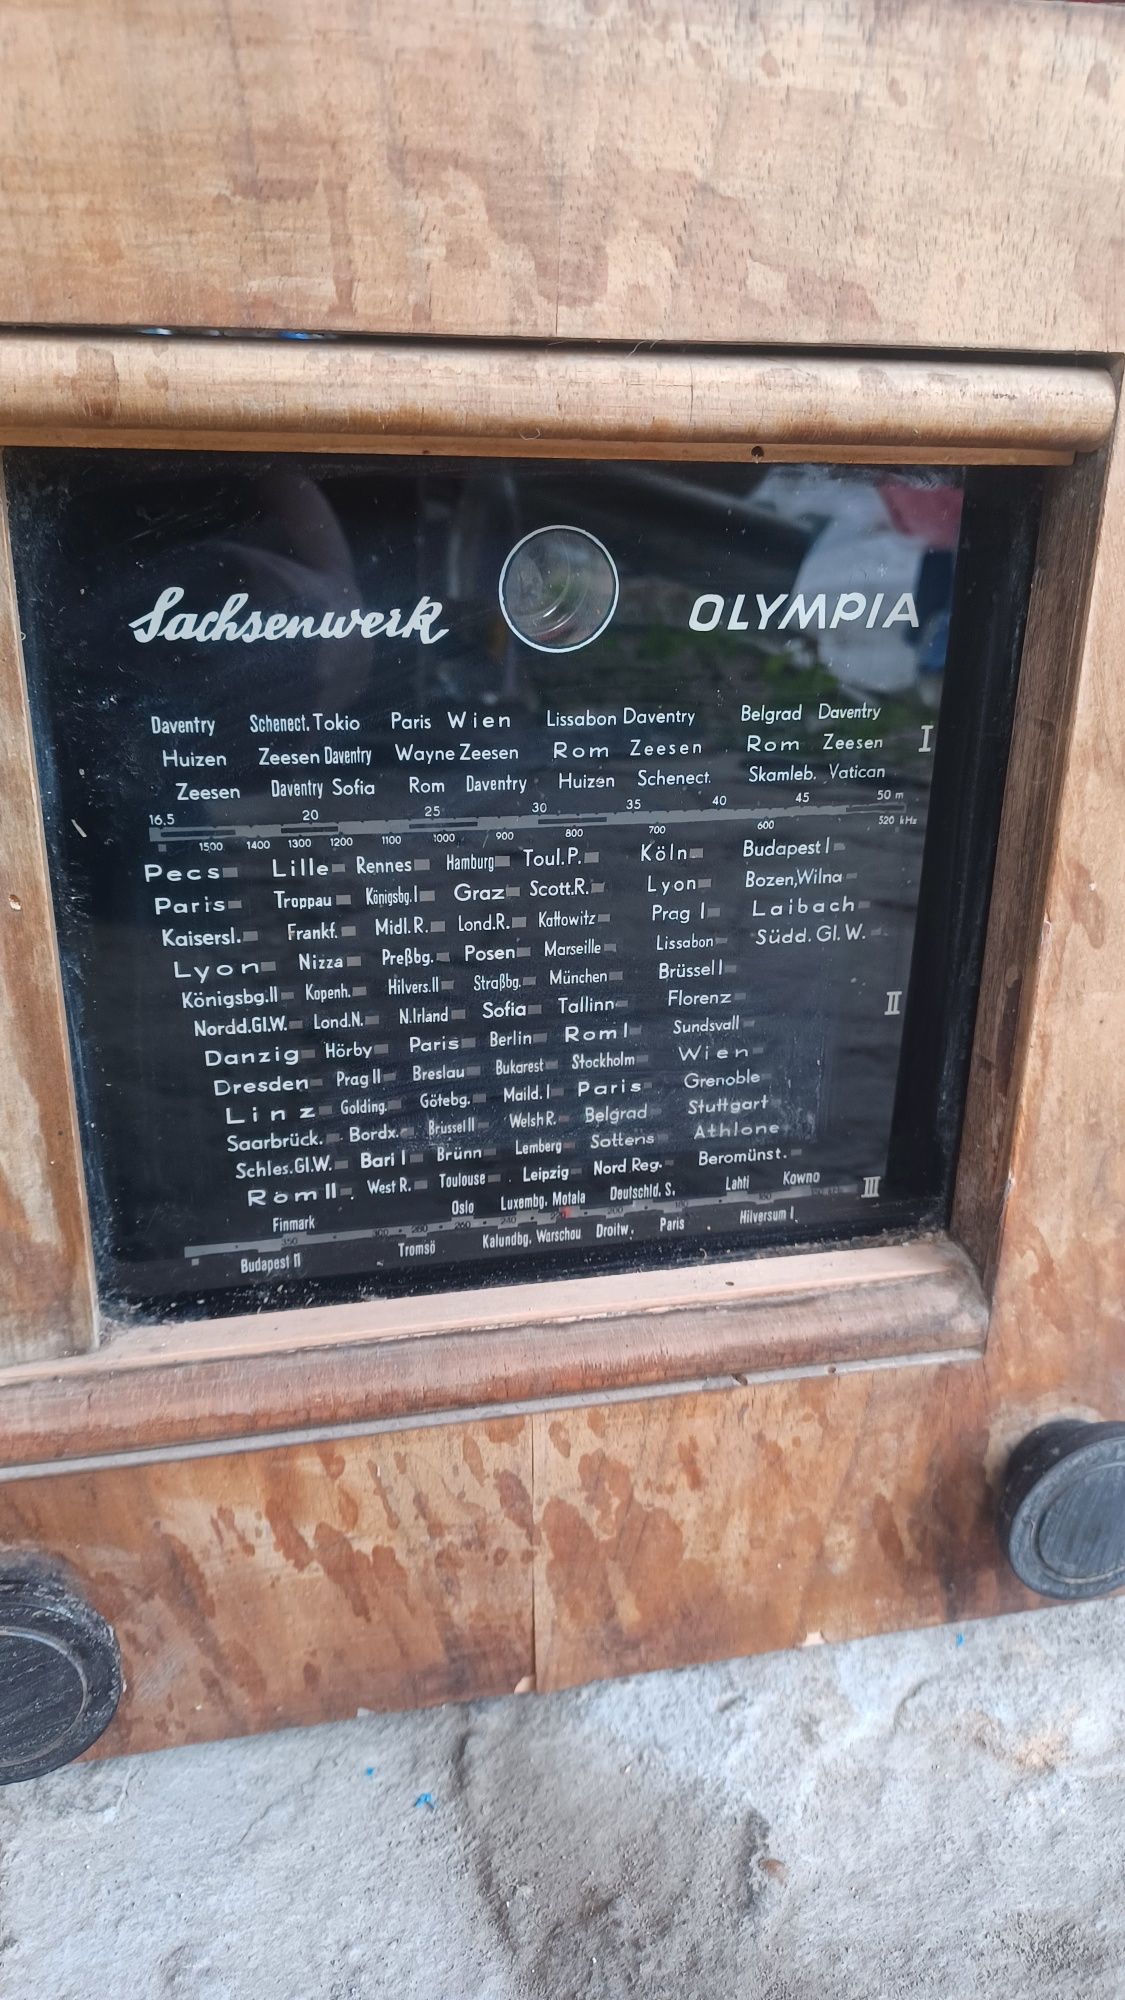 Sachsenwerk OLYMPIA
Daventry Schenect. Tokio Paris Wien Lissabon Daventry Belgrad Daventry
Huizen Zeesen Daventry Wayne Zeesen Rom Zeesen Rom Zeesen I
Zeesen Daventry Sofia Rom Daventry Huizen Schenect. Skamleb. Vatican
16,5 20 25 30 35 40 45 50 m
1500 1400 1300 1200 1100 1000 900 800 700 600 520 kHz
Pecs Lille Rennes Hamburg Toul.P. Köln Budapest I
Paris Troppau Königsbg.I Graz Scott.R. Lyon Bozen,Wilna
Kaisersl. Frankf. Midl.R. Lond.R. Kattowitz Prag I Laibach
Lyon Nizza Preßbg. Posen Marseille Lissabon Südd. Gl. W.
Königsbg.II Kopenh. Hilvers.II Straßbg. München Brüssel I
Nordd.Gl.W. Lond.N. N.Irland Sofia Tallinn Florenz II
Danzig Hörby Paris Berlin Rom I Sundsvall
Dresden Prag II Breslau Bukarest Stockholm Wien
Linz Golding. Götebg. Maild. I Paris Grenoble
Saarbrück. Bordx. Brüssel II Welsh R. Belgrad Stuttgart
Schles.Gl.W. Bari I Brünn Lemberg Sottens Athlone
Rom II West R. Toulouse Leipzig Nord Reg. Beromünst.
Finmark Oslo Luxembg. Motala Deutschld. S. Lahti Kowno III
350 300 280 260 240 200 160
Budapest II Tromsö Kalundbg. Warschau Droitw. Paris Hilversum I